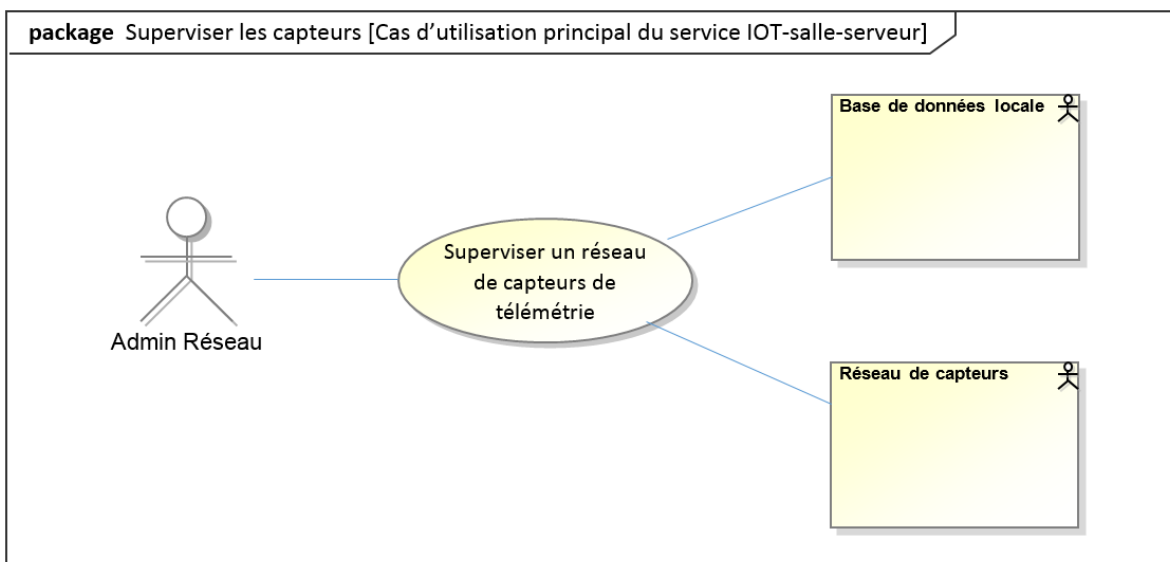 package Superviser les capteurs [Cas d’utilisation principal du service IOT-salle-serveur]
Base de données locale
Superviser un réseau
de capteurs de
télémétrie
Admin Réseau
Réseau de capteurs